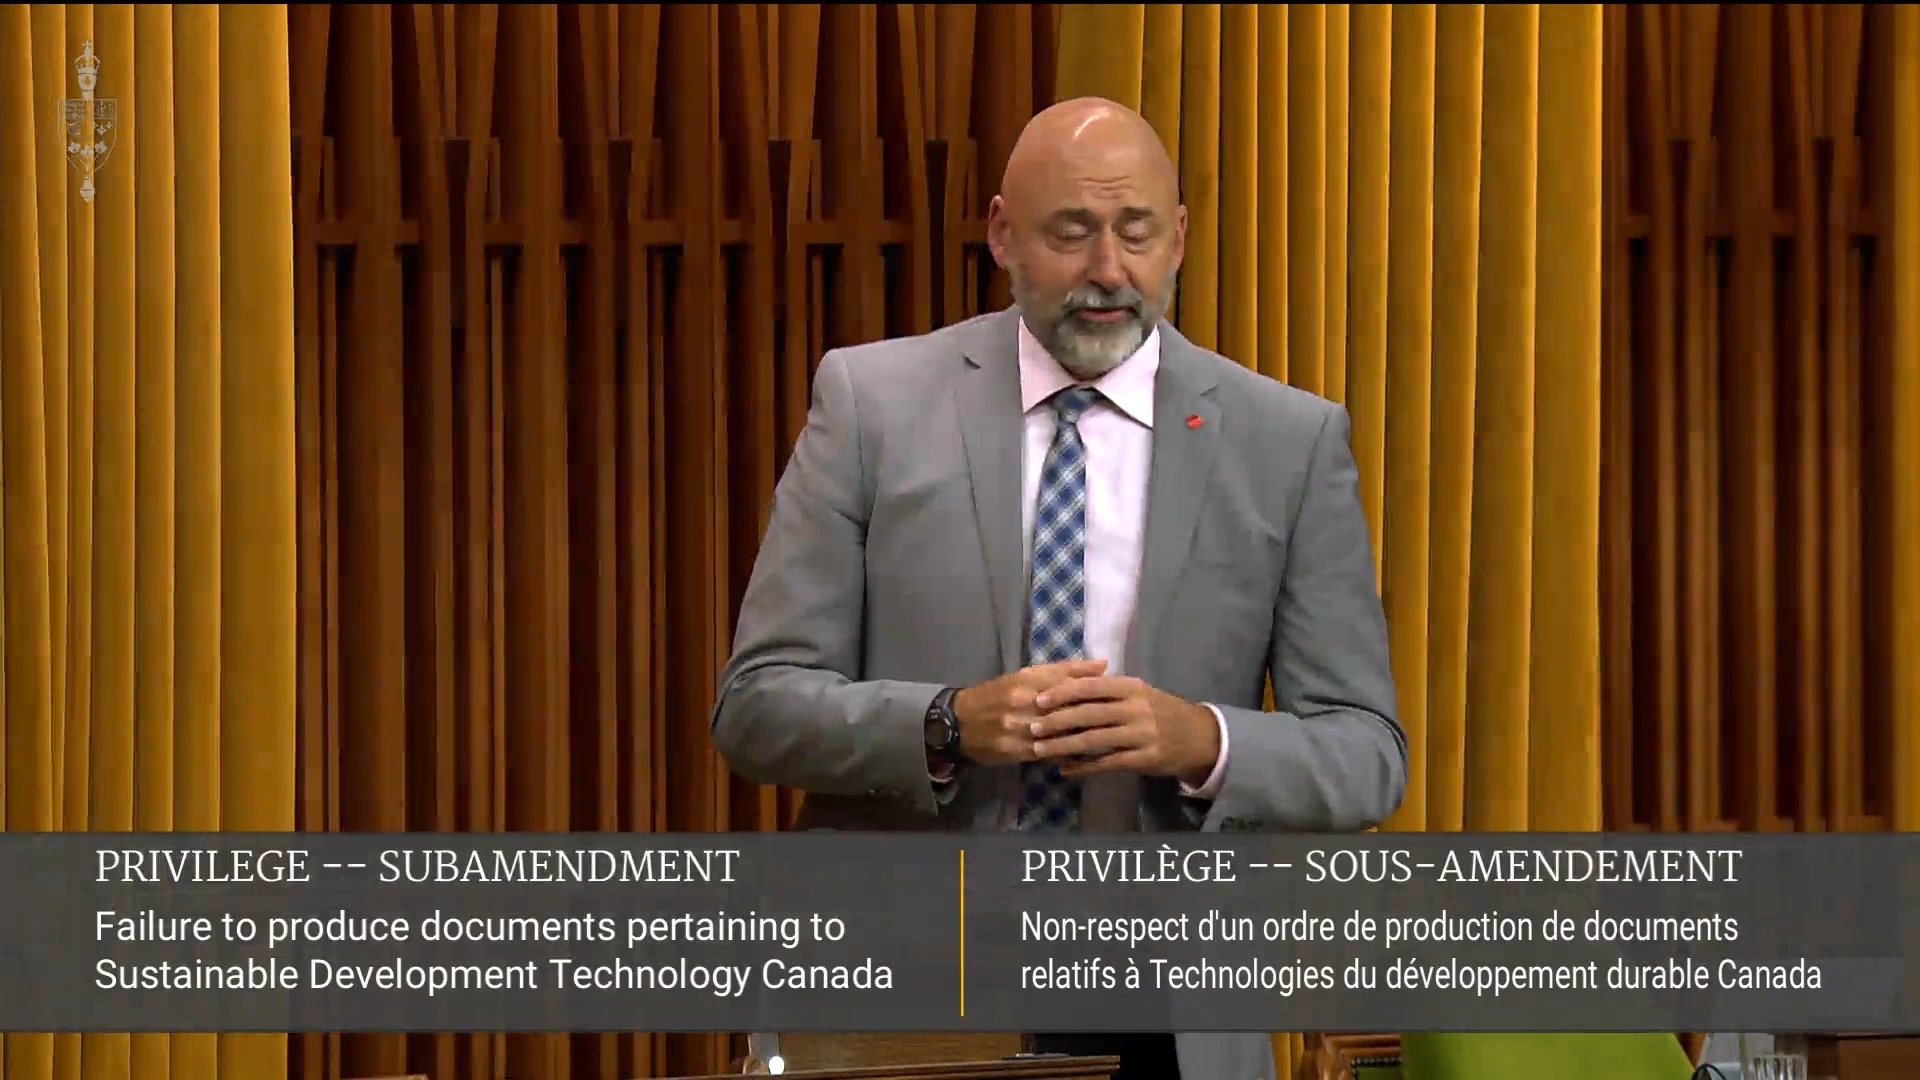 PRIVILEGE -- SUBAMENDMENT
Failure to produce documents pertaining to
Sustainable Development Technology Canada
PRIVILÈGE -- SOUS-AMENDEMENT
Non-respect d'un ordre de production de documents
relatifs à Technologies du développement durable Canada